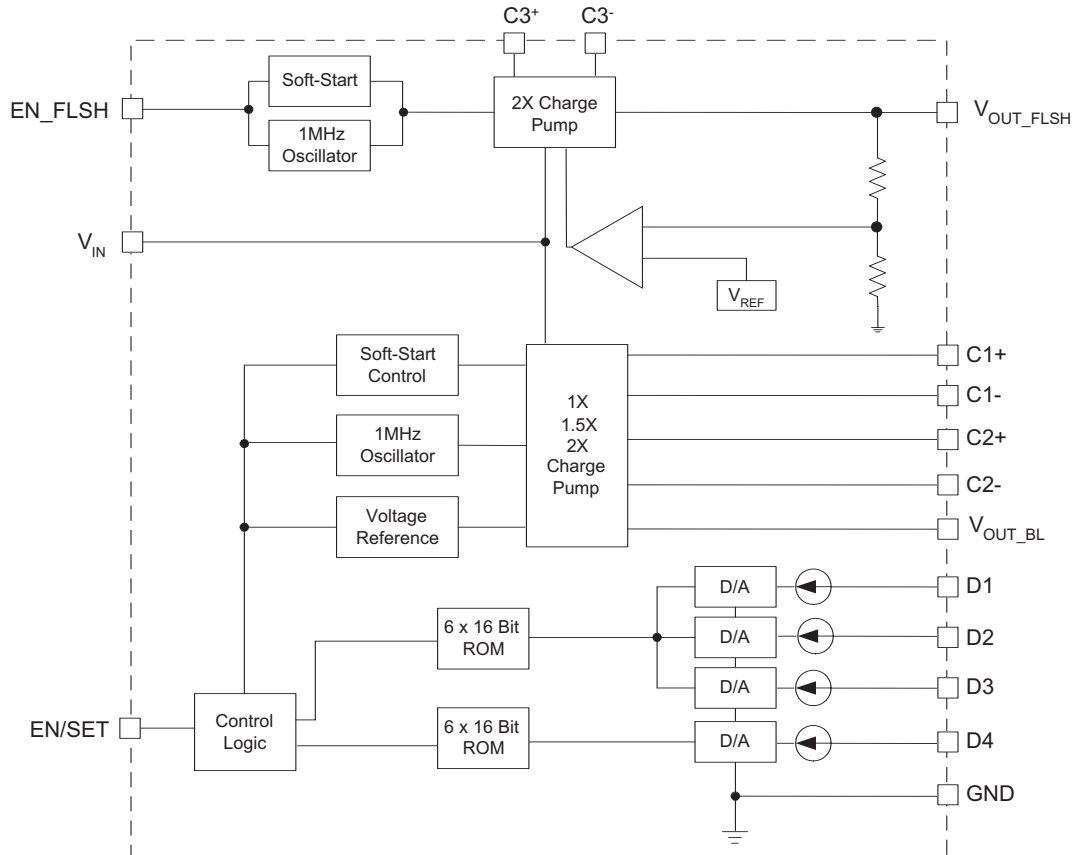 C3+ C3-
EN_FLSH
Soft-Start
1MHz
Oscillator
2X Charge
Pump
VOUT_FLSH
VIN
VREF
Soft-Start
Control
1MHz
Oscillator
Voltage
Reference
1X
1.5X
2X
Charge
Pump
C1+
C1-
C2+
C2-
VOUT_BL
D/A
D1
D/A
D2
D/A
D3
D/A
D4
6 x 16 Bit
ROM
6 x 16 Bit
ROM
EN/SET
Control
Logic
GND